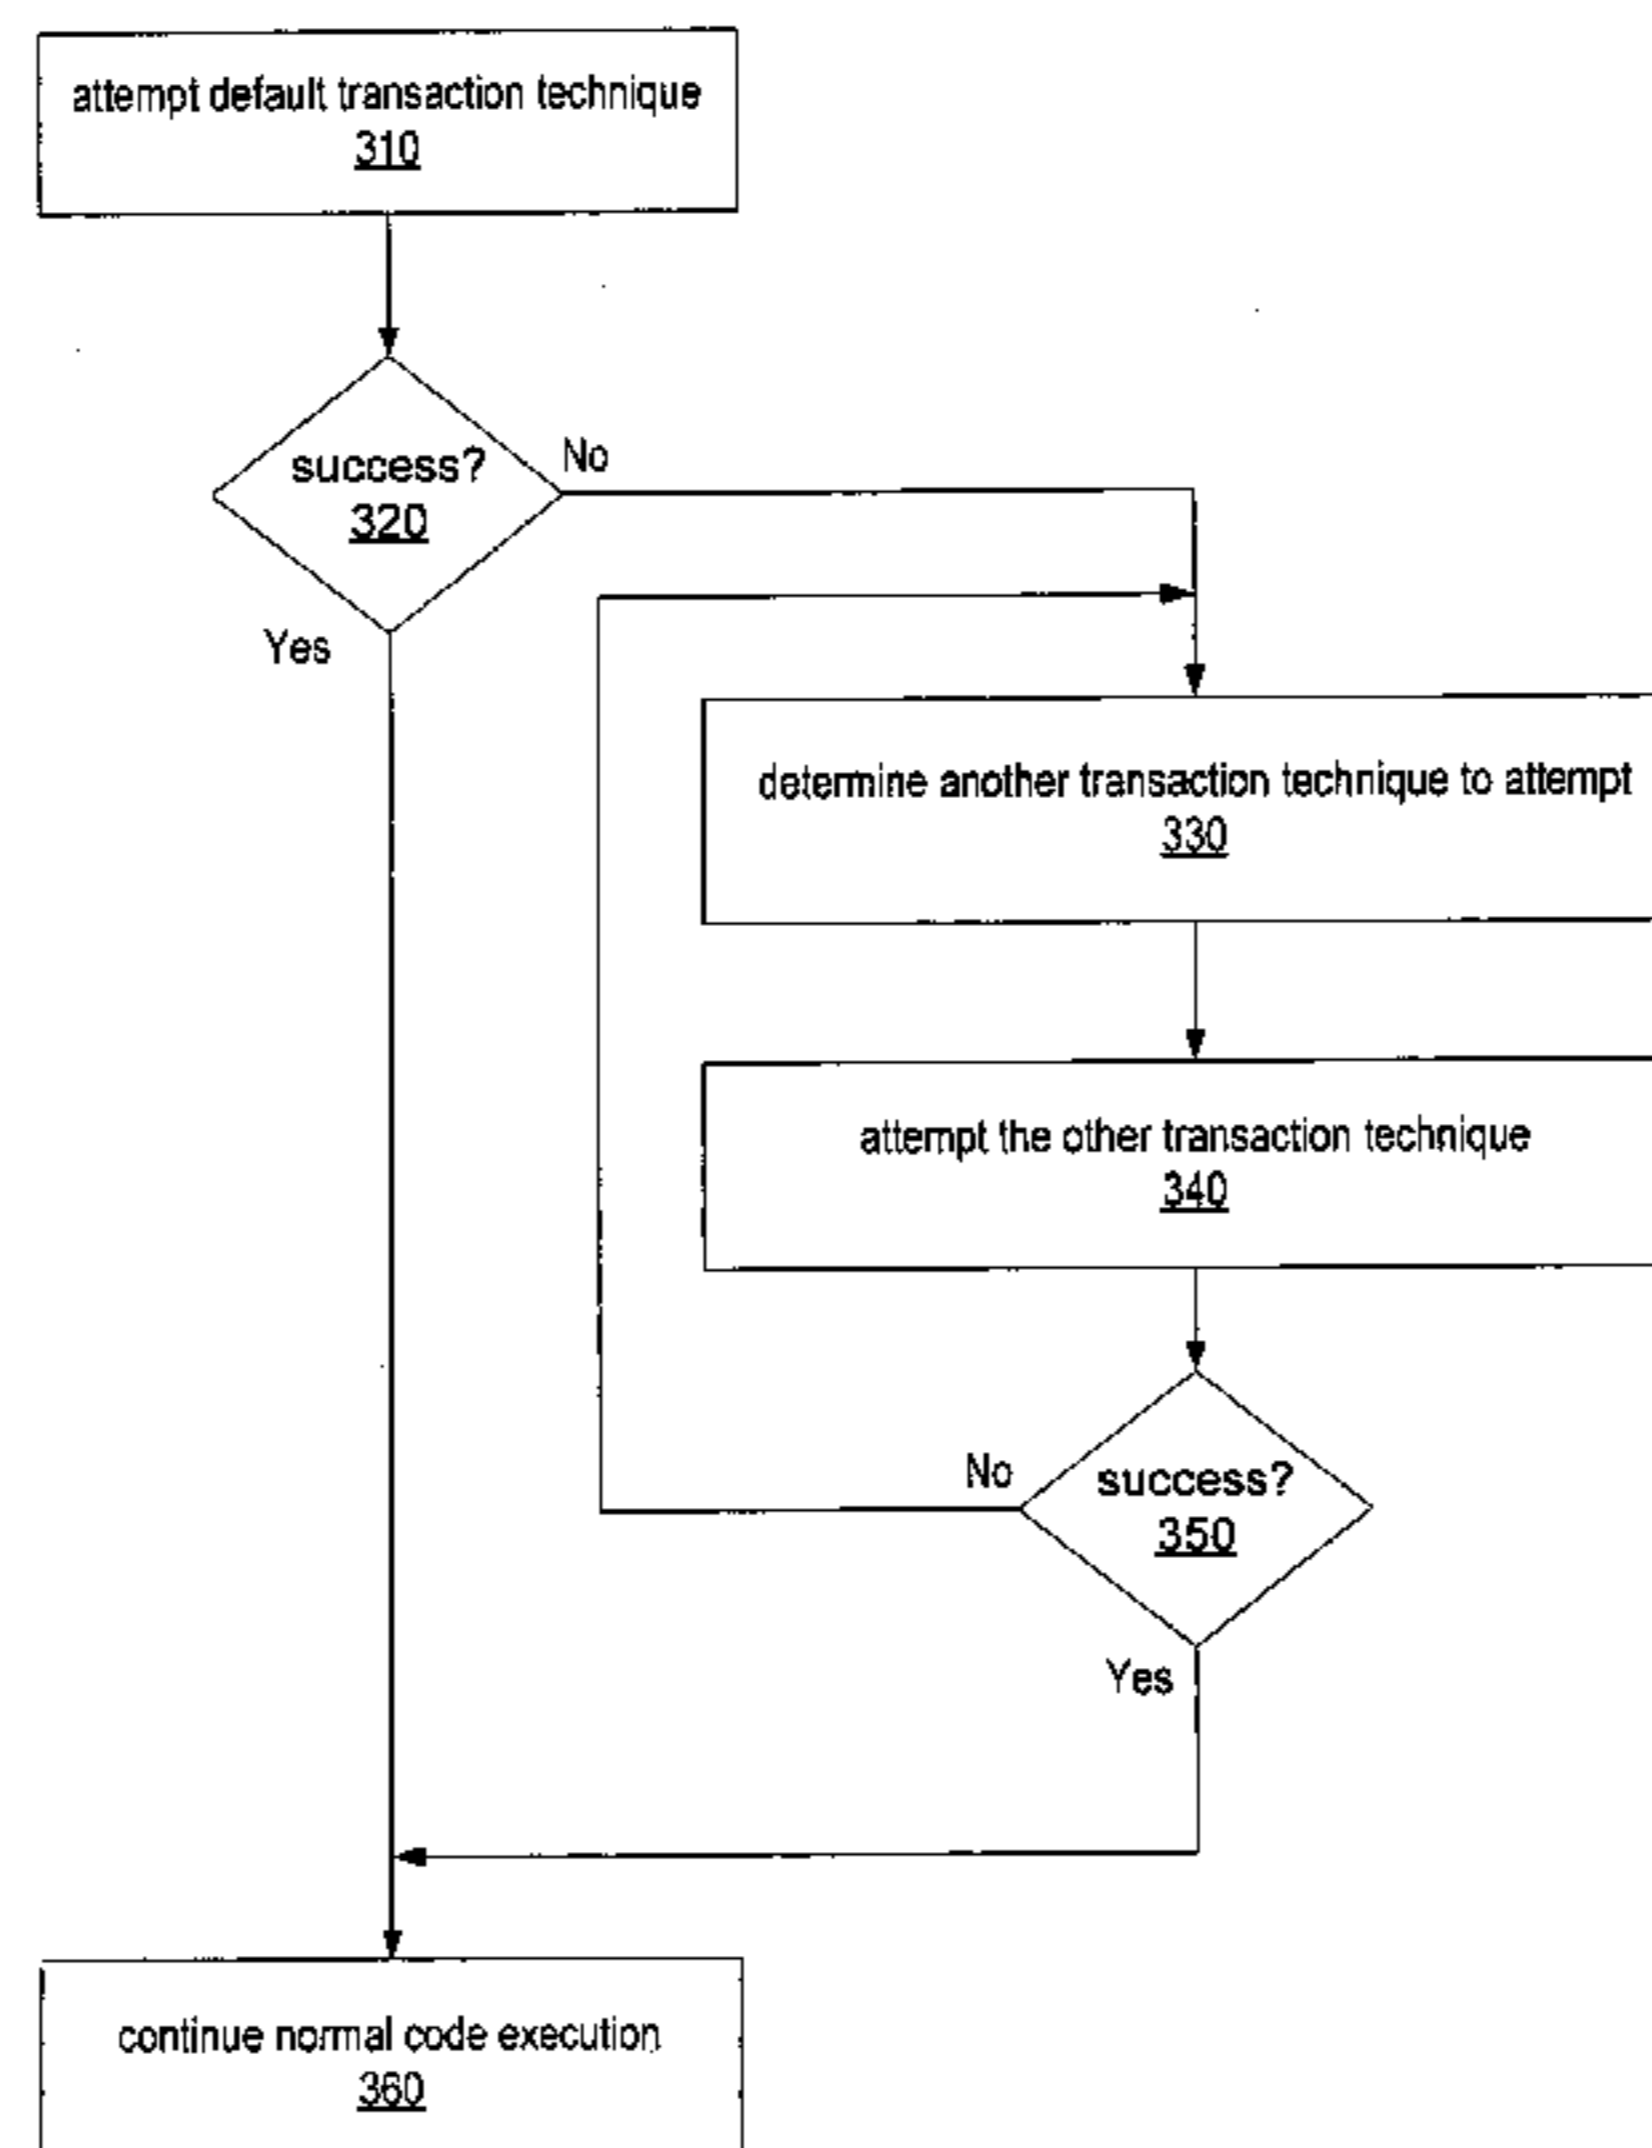 attempt default transaction technique
310
success?
320
No
Yes
determine another transaction technique to attempt
330
attempt the other transaction technique
340
No
success?
350
Yes
continue normal code execution
360